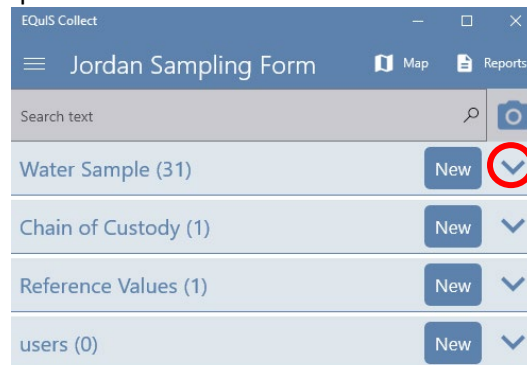 EQuIS Collect
Jordan Sampling Form Map Reports
Search text
Water Sample (31) New
Chain of Custody (1) New
Reference Values (1) New
users (0) New